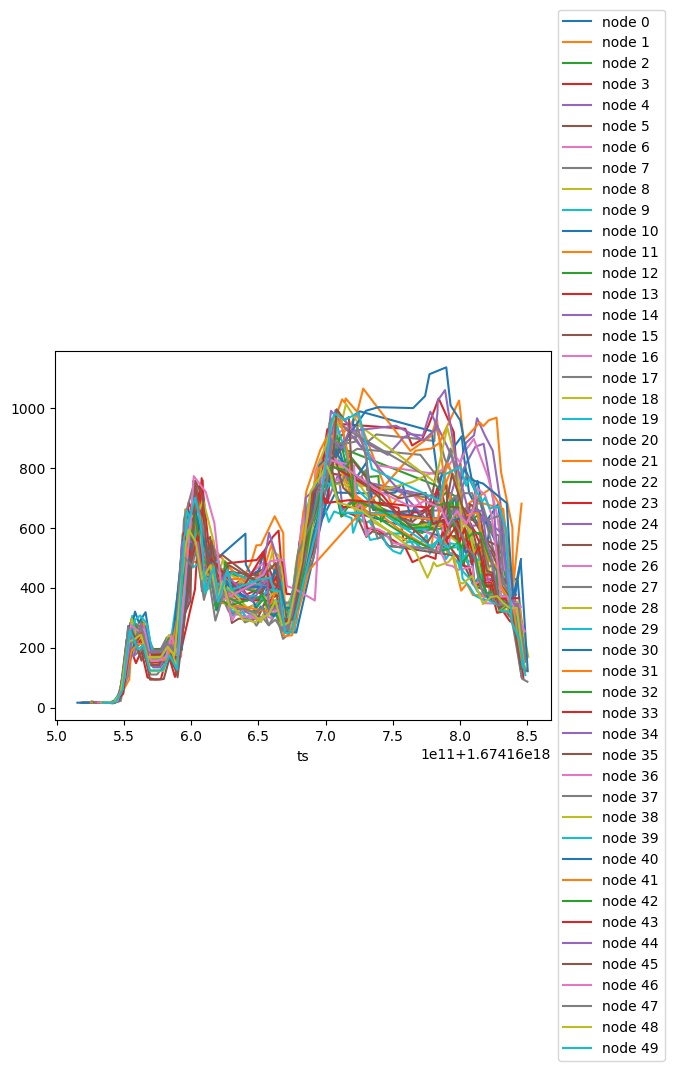 node 0
node 1
node 2
node 3
node 4
node 5
node 6
node 7
node 8
node 9
node 10
node 11
node 12
node 13
node 14
node 15
node 16
node 17
node 18
node 19
node 20
node 21
node 22
node 23
node 24
node 25
node 26
node 27
node 28
node 29
node 30
node 31
node 32
node 33
node 34
node 35
node 36
node 37
node 38
node 39
node 40
node 41
node 42
node 43
node 44
node 45
node 46
node 47
node 48
node 49
1000
800
600
400
200
0
5.0 5.5 6.0 6.5 7.0 7.5 8.0 8.5
ts
1e11+1.67416e18